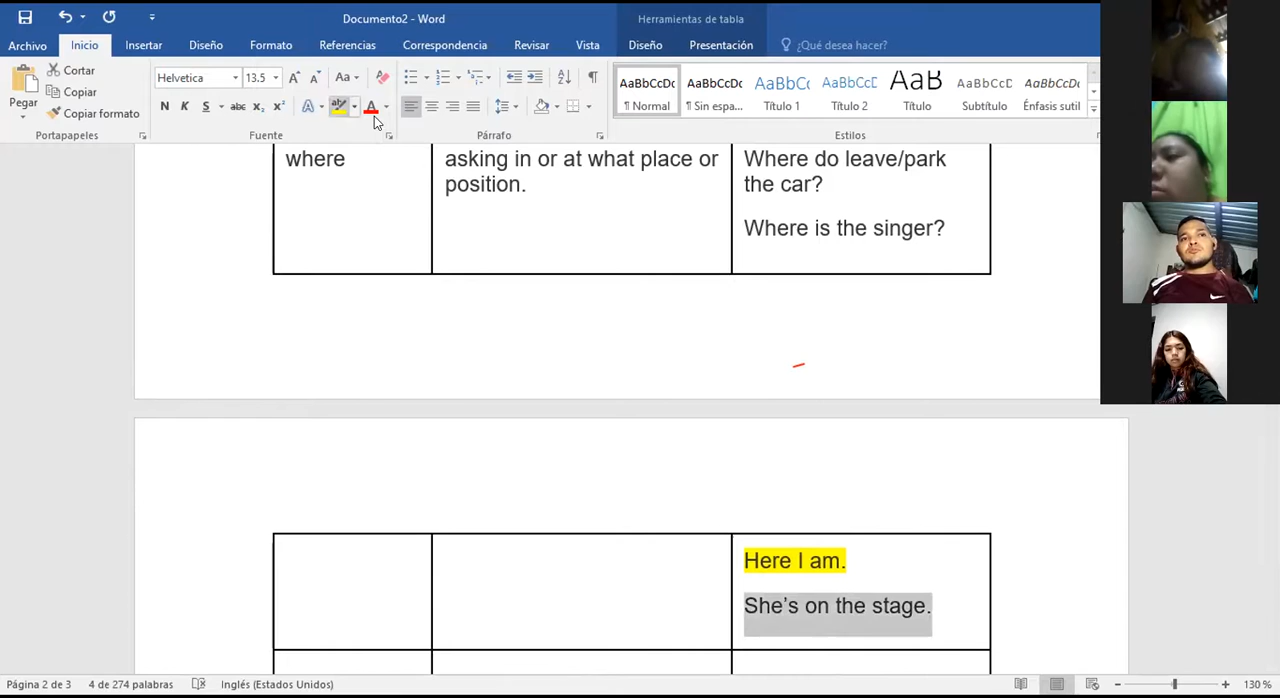 Documento2 - Word
Herramientas de tabla
Archivo
Inicio
Insertar
Diseño
Formato
Referencias
Correspondencia
Revisar
Vista
Diseño
Presentación
¿Qué desea hacer?
Pegar
Cortar
Copiar
Copiar formato
Portapapeles
Helvetica
13.5
Aa
N K S abc x₂ x²
A
Fuente
Párrafo
AaBbCcDc
¶ Normal
AaBbCcDc
¶ Sin espa...
AaBbCc
Título 1
AaBbCcC
Título 2
AaB
Título
AaBbCcD
Subtítulo
AaBbCcDc
Énfasis sutil
Estilos
where
asking in or at what place or
position.
Where do leave/park
the car?
Where is the singer?
Here I am.
She’s on the stage.
Página 2 de 3
4 de 274 palabras
Inglés (Estados Unidos)
130 %